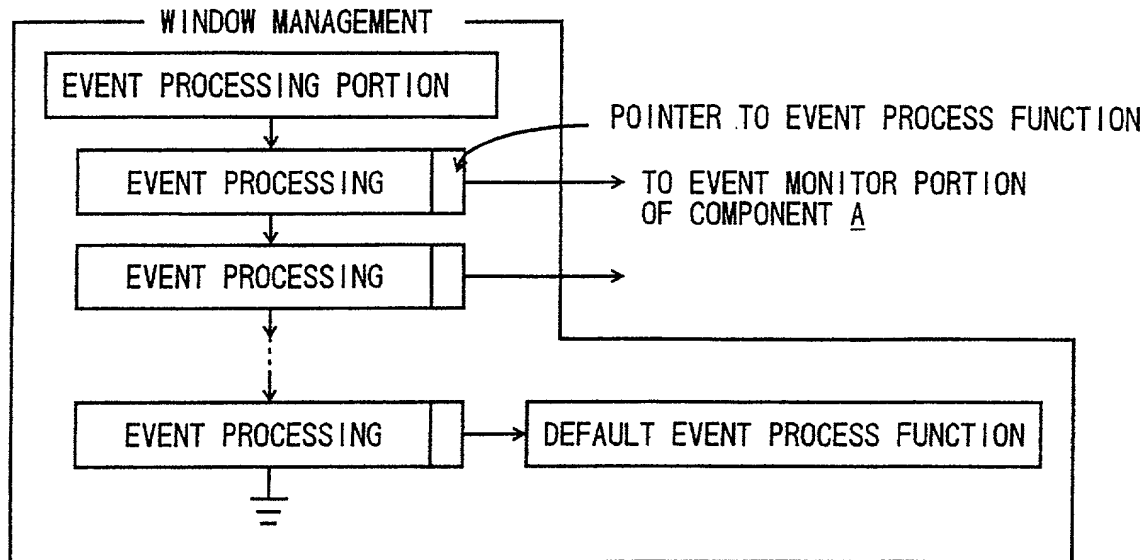 WINDOW MANAGEMENT
EVENT PROCESSING PORTION
POINTER TO EVENT PROCESS FUNCTION
EVENT PROCESSING
TO EVENT MONITOR PORTION
OF COMPONENT A
EVENT PROCESSING
EVENT PROCESSING
DEFAULT EVENT PROCESS FUNCTION